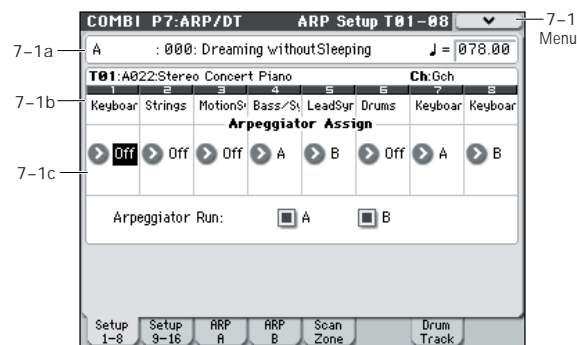 COMBI P7:ARP/DT ARP Setup T01-08
7–1
Menu
7–1a
A : 000: Dreaming withoutSleeping ♩ = 078.00
T01:A022:Stereo Concert Piano Ch:Gch
1 2 3 4 5 6 7 8
7–1b
Keyboar Strings MotionS Bass/Sy LeadSyr Drums Keyboar Keyboar
Arpeggiator Assign
7–1c
Off Off Off A B Off A B
Arpeggiator Run: A B
Setup 1-8 Setup 9-16 ARP A ARP B Scan Zone Drum Track